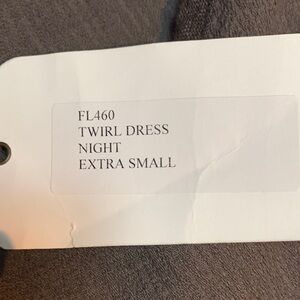 FL460
TWIRL DRESS
NIGHT
EXTRA SMALL